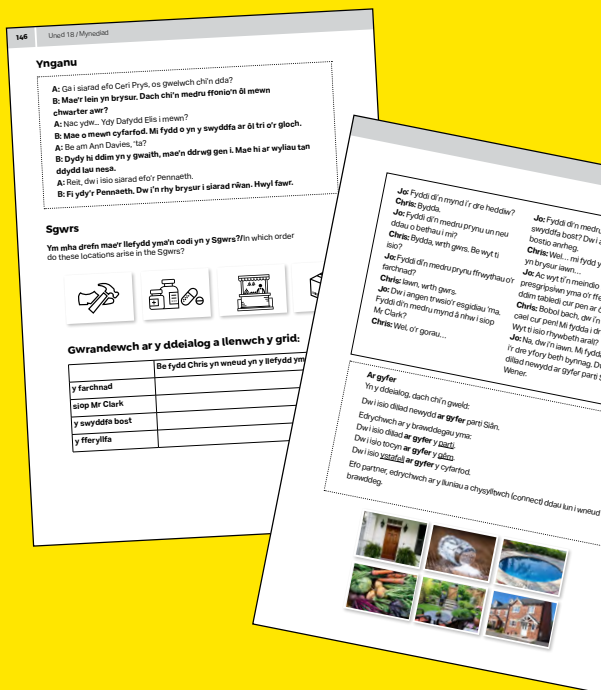 146
Uned 18 / Mynediad
Ynganu
A: Ga i siarad efo Ceri Prys, os gwelwch chi'n dda?
B: Mae'r lein yn brysur. Dach chi'n medru ffonio'n ôl mewn
chwarter awr?
A: Nac ydw... Ydy Dafydd Elis i mewn?
B: Mae o mewn cyfarfod. Mi fydd o yn y swyddfa ar ôl tri o'r gloch.
A: Be am Ann Davies, 'ta?
B: Dydy hi ddim yn y gwaith, mae'n ddrwg gen i. Mae hi ar wyliau tan
ddydd Iau nesa.
A: Reit, dw i isio siarad efo'r Pennaeth.
B: Fi ydy'r Pennaeth. Dw i'n rhy brysur i siarad rŵan. Hwyl fawr.
Sgwrs
Ym mha drefn mae'r llefydd yma'n codi yn y Sgwrs?/In which order
do these locations arise in the Sgwrs?
Gwrandewch ar y ddeialog a llenwch y grid:
Be fydd Chris yn wneud yn y llefydd ym
y farchnad
siop Mr Clark
y swyddfa bost
y fferyllfa
Jo: Fyddi di'n mynd i'r dre heddiw?
Chris: Bydda.
Jo: Fyddi di'n medru prynu un neu
ddau o bethau i mi?
Chris: Bydda, wrth gwrs. Be wyt ti
isio?
Jo: Fyddi di'n medru prynu ffrwythau o'r
farchnad?
Chris: Iawn, wrth gwrs.
Jo: Dw i angen trwsio'r esgidiau 'ma.
Fyddi di'n medru mynd â nhw i siop
Mr Clark?
Chris: Wel, o'r gorau...
Jo: Fyddi di'n medru
swyddfa bost? Dw i a
bostio anrheg.
Chris: Wel... mi fydd y
yn brysur iawn...
Jo: Ac wyt ti'n meindio
presgripsiwn yma o'r ffe
ddim tabledi cur pen ar ô
Chris: Bobol bach, dw i'n
cael cur pen! Mi fydda i dr
Wyt ti isio rhywbeth arall?
Jo: Na, dw i'n iawn. Mi fydda
i'r dre yfory beth bynnag. Dw
dillad newydd ar gyfer parti S
Wener.
Ar gyfer
Yn y ddeialog, dach chi'n gweld:
Dw i isio dillad newydd ar gyfer parti Siân.
Edrychwch ar y brawddegau yma:
Dw i isio dillad ar gyfer y parti.
Dw i isio tocyn ar gyfer y gêm.
Dw i isio ystafell ar gyfer y cyfarfod.
Efo partner, edrychwch ar y lluniau a chysylltwch (connect) ddau lun i wneud
brawddeg.